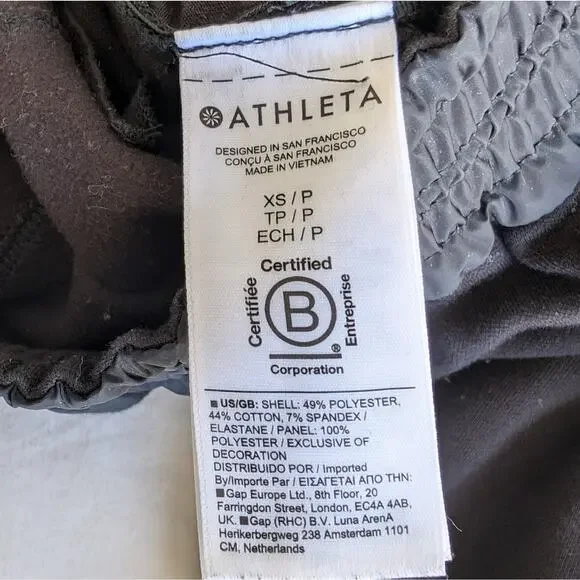 ATHLETA
DESIGNED IN SAN FRANCISCO
CONÇU À SAN FRANCISCO
MADE IN VIETNAM
XS / P
TP / P
ECH / P
Certified
Certifiée
B
Entreprise
®
Corporation
■ US/GB: SHELL: 49% POLYESTER,
44% COTTON, 7% SPANDEX /
ELASTANE / PANEL: 100%
POLYESTER / EXCLUSIVE OF
DECORATION
DISTRIBUIDO POR / Imported
By/Importe Par / ΕΙΣΑΓΕΤΑΙ ΑΠΟ ΤΗΝ:
■Gap Europe Ltd., 8th Floor, 20
Farringdon Street, London, EC4A 4AB,
UK. ■Gap (RHC) B.V. Luna ArenA
Herikerbergweg 238 Amsterdam 1101
CM, Netherlands